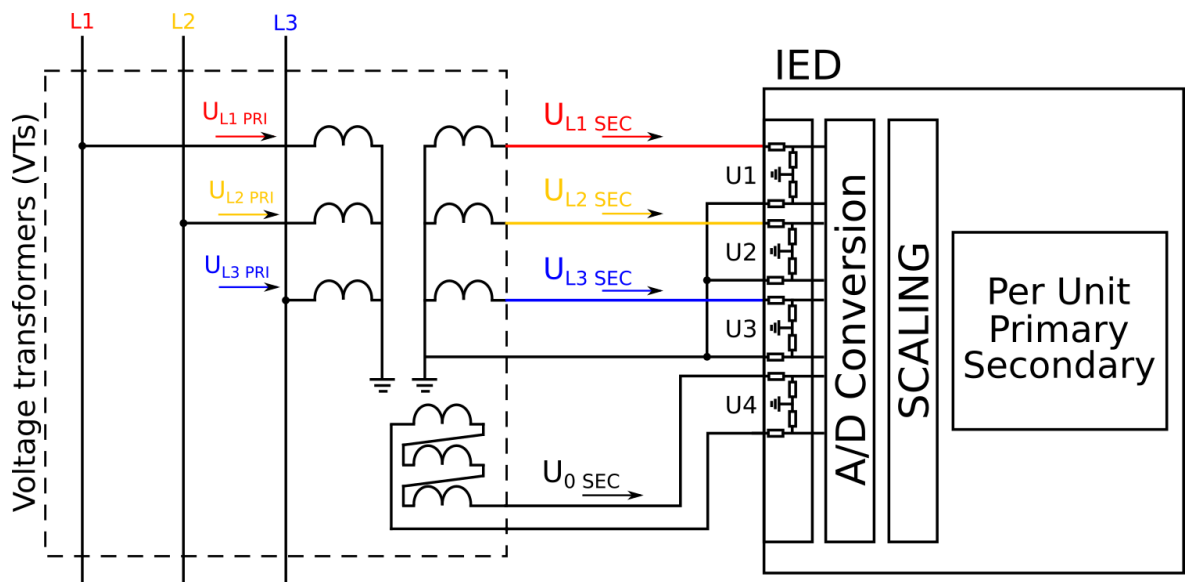 L1
L2
L3
IED
Voltage transformers (VTs)
UL1 PRI
UL1 SEC
U1
UL2 PRI
UL2 SEC
U2
UL3 PRI
UL3 SEC
U3
U4
U0 SEC
A/D Conversion
SCALING
Per Unit
Primary
Secondary